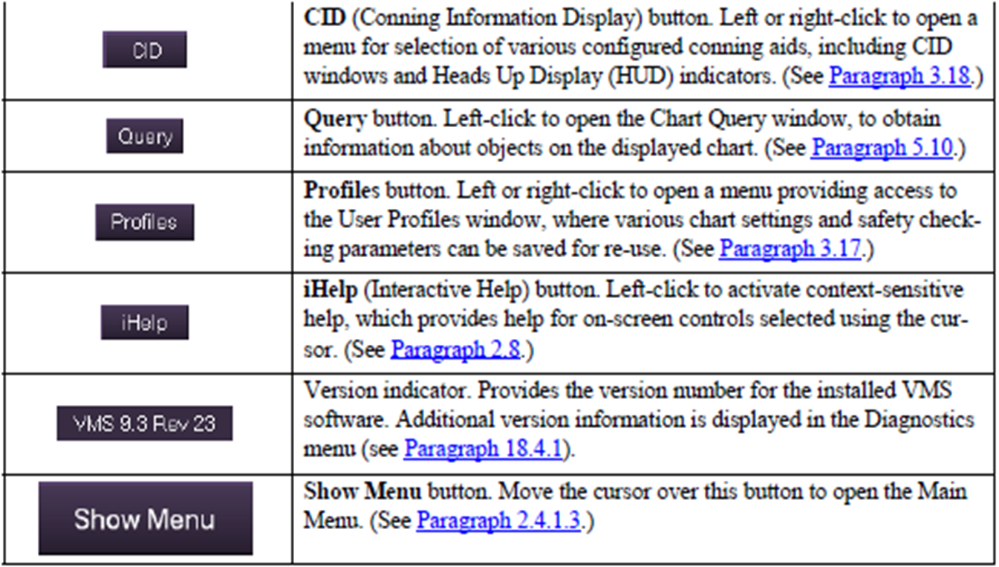 CID
CID (Conning Information Display) button. Left or right-click to open a
menu for selection of various configured conning aids, including CID
windows and Heads Up Display (HUD) indicators. (See Paragraph 3.18.)
Query
Query button. Left-click to open the Chart Query window, to obtain
information about objects on the displayed chart. (See Paragraph 5.10.)
Profiles
Profiles button. Left or right-click to open a menu providing access to
the User Profiles window, where various chart settings and safety check-
ing parameters can be saved for re-use. (See Paragraph 3.17.)
iHelp
iHelp (Interactive Help) button. Left-click to activate context-sensitive
help, which provides help for on-screen controls selected using the cur-
sor. (See Paragraph 2.8.)
VMS 9.3 Rev 23
Version indicator. Provides the version number for the installed VMS
software. Additional version information is displayed in the Diagnostics
menu (see Paragraph 18.4.1).
Show Menu
Show Menu button. Move the cursor over this button to open the Main
Menu. (See Paragraph 2.4.1.3.)